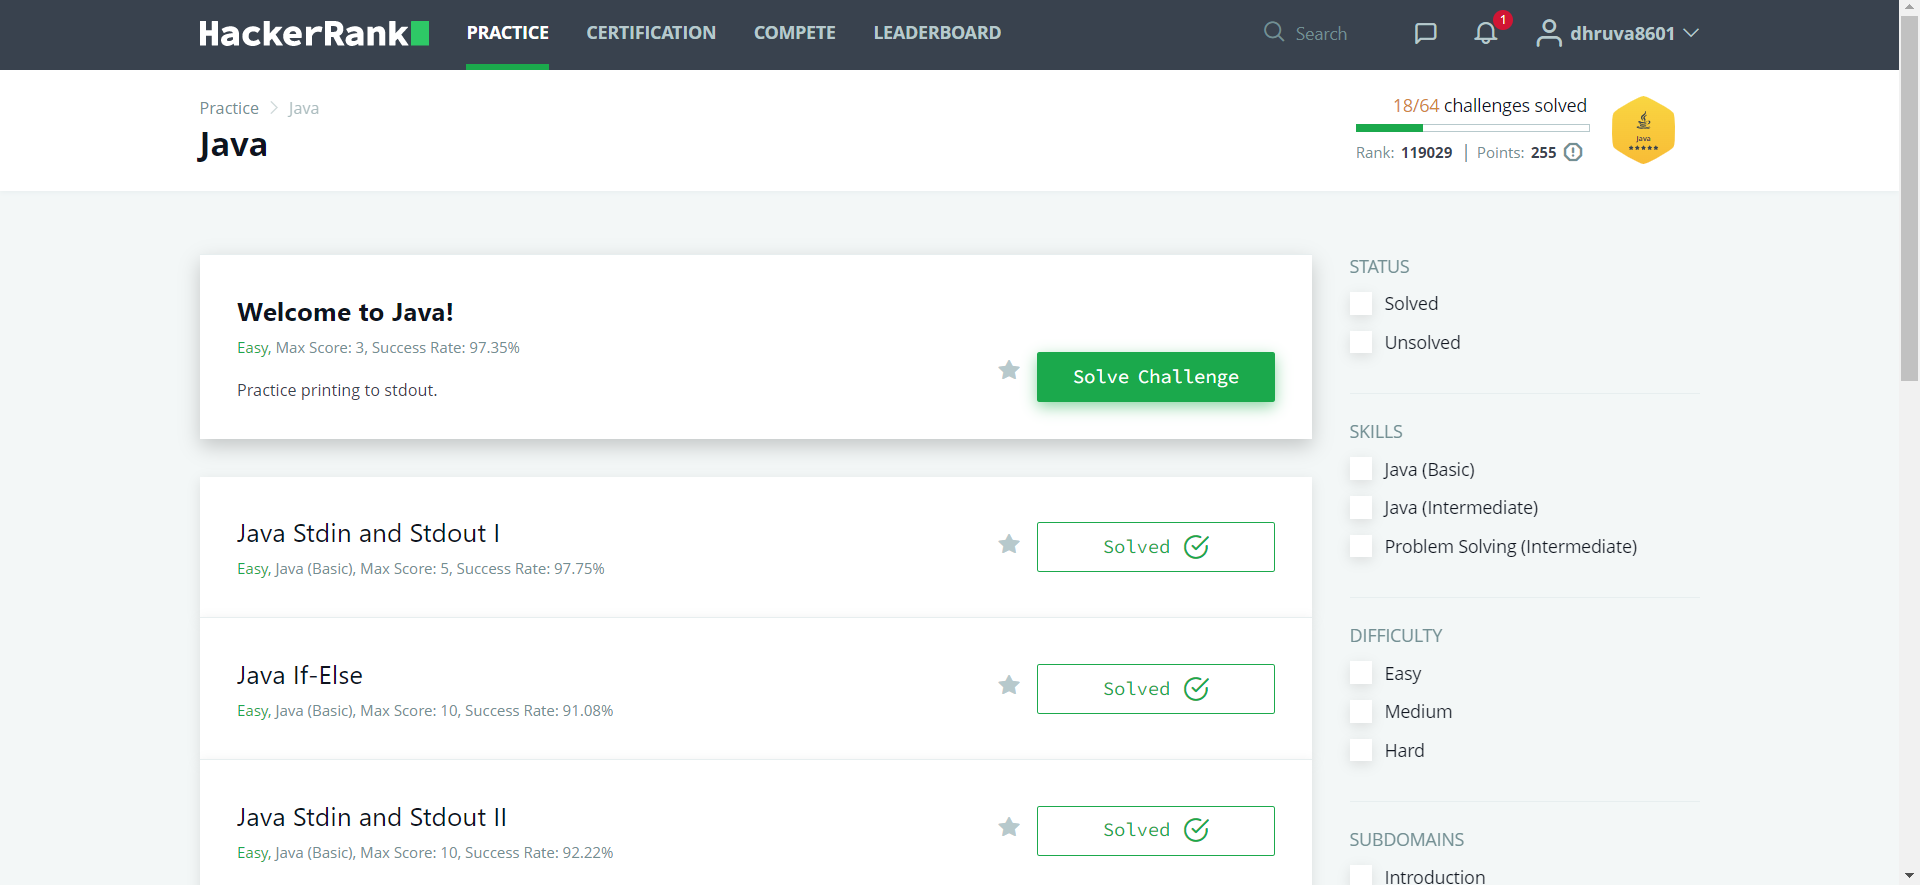 HackerRank
PRACTICE
CERTIFICATION
COMPETE
LEADERBOARD
Search
1
dhruva8601
Practice
Java
Java
18/64 challenges solved
Rank: 119029 | Points: 255
Java
Welcome to Java!
Easy, Max Score: 3, Success Rate: 97.35%
Practice printing to stdout.
Solve Challenge
Java Stdin and Stdout I
Easy, Java (Basic), Max Score: 5, Success Rate: 97.75%
Solved
Java If-Else
Easy, Java (Basic), Max Score: 10, Success Rate: 91.08%
Solved
Java Stdin and Stdout II
Easy, Java (Basic), Max Score: 10, Success Rate: 92.22%
Solved
STATUS
Solved
Unsolved
SKILLS
Java (Basic)
Java (Intermediate)
Problem Solving (Intermediate)
DIFFICULTY
Easy
Medium
Hard
SUBDOMAINS
Introduction